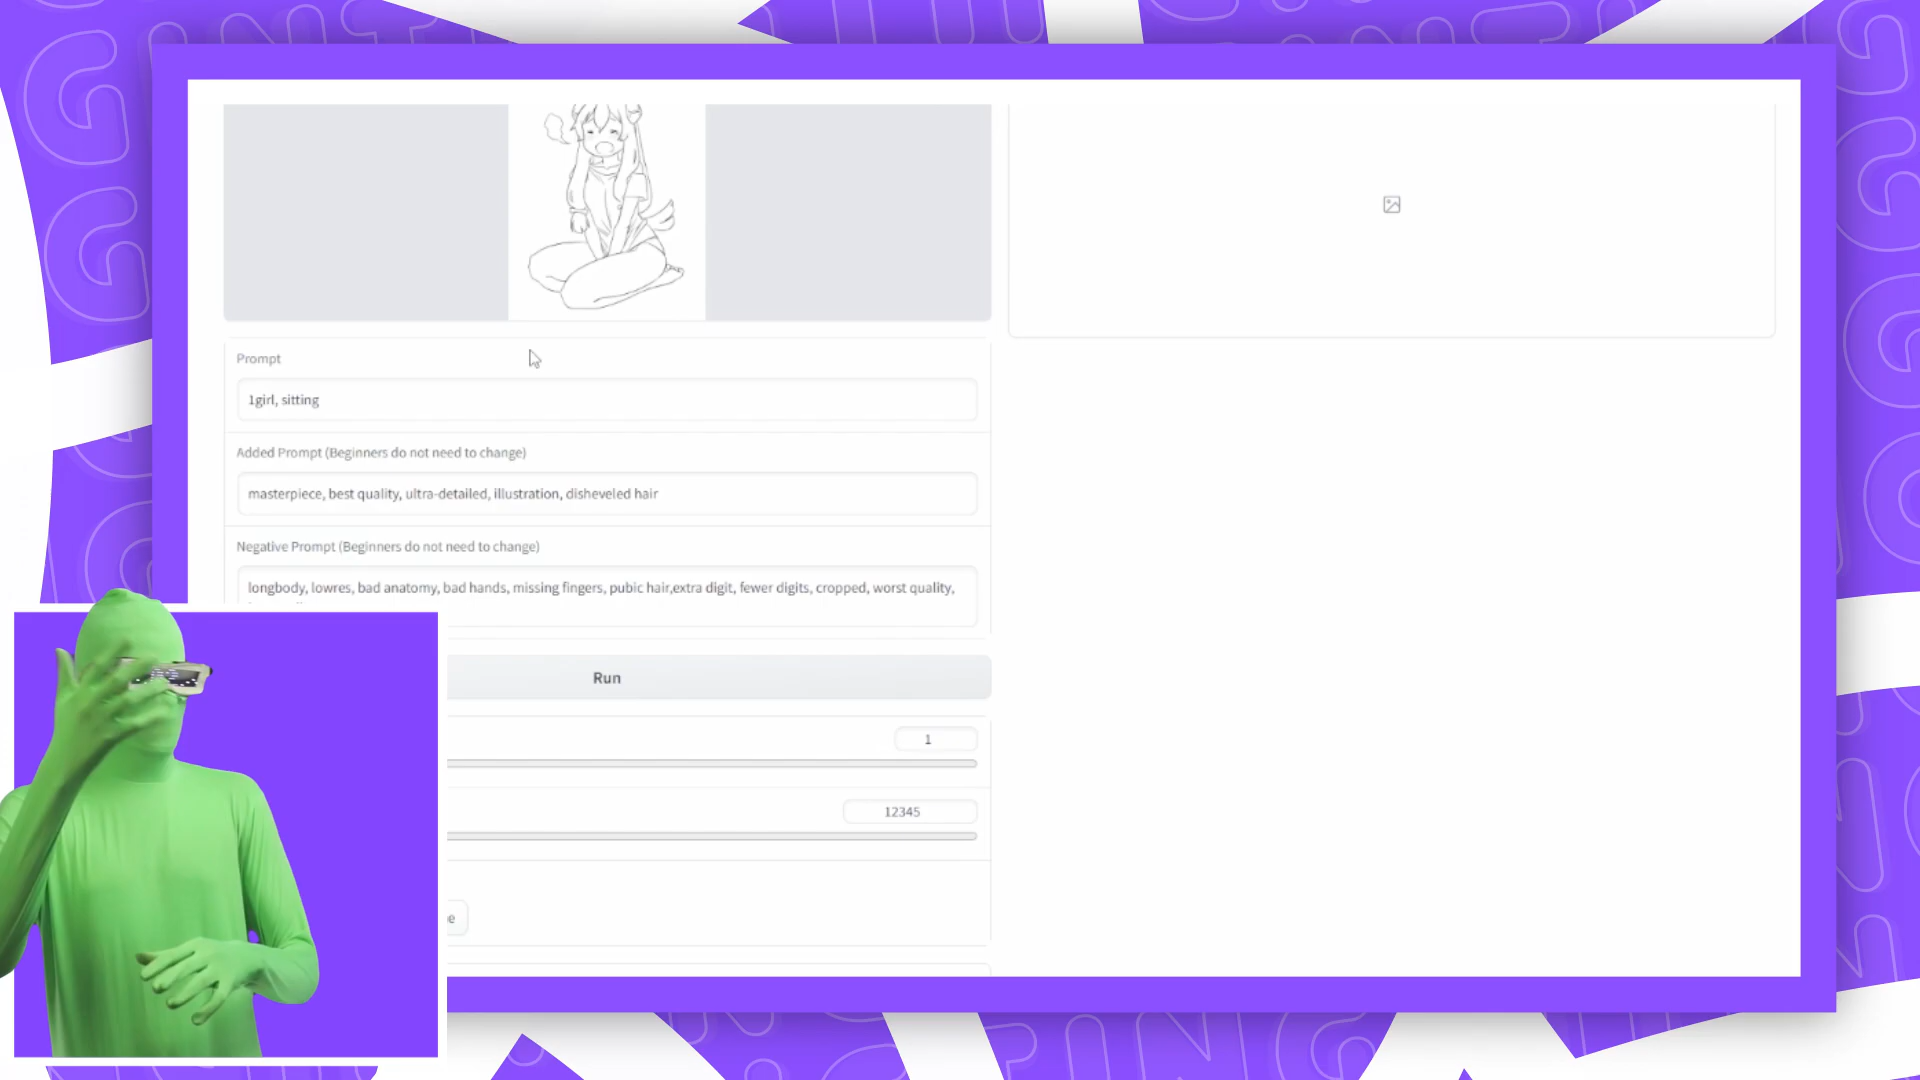 Prompt
1girl, sitting
Added Prompt (Beginners do not need to change)
masterpiece, best quality, ultra-detailed, illustration, disheveled hair
Negative Prompt (Beginners do not need to change)
longbody, lowres, bad anatomy, bad hands, missing fingers, pubic hair,extra digit, fewer digits, cropped, worst quality,
Run
1
12345
e